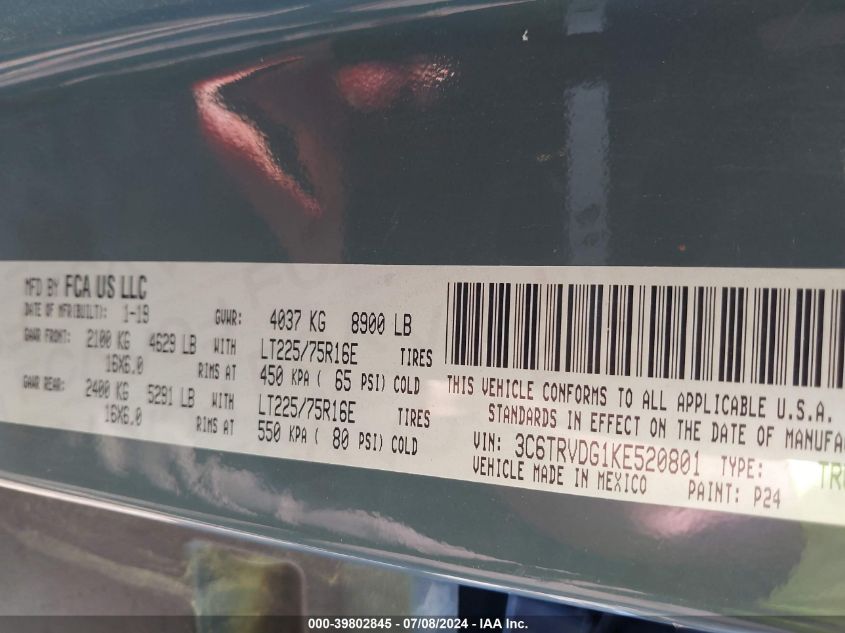 MFD BY FCA US LLC
DATE OF MFR(BUILT): 1-19 GVWR: 4037 KG 8900 LB
GAWR FRONT: 2100 KG 4629 LB WITH LT225/75R16E TIRES
16X6.0 RIMS AT 450 KPA ( 65 PSI) COLD
GAWR REAR: 2400 KG 5291 LB WITH LT225/75R16E TIRES
16X6.0 RIMS AT 550 KPA ( 80 PSI) COLD
THIS VEHICLE CONFORMS TO ALL APPLICABLE U.S.A.
STANDARDS IN EFFECT ON THE DATE OF MANUFA
VIN: 3C6TRVDG1KE520801 TYPE: TRU
VEHICLE MADE IN MEXICO PAINT: P24
000-39802845 - 07/08/2024 - IAA Inc.